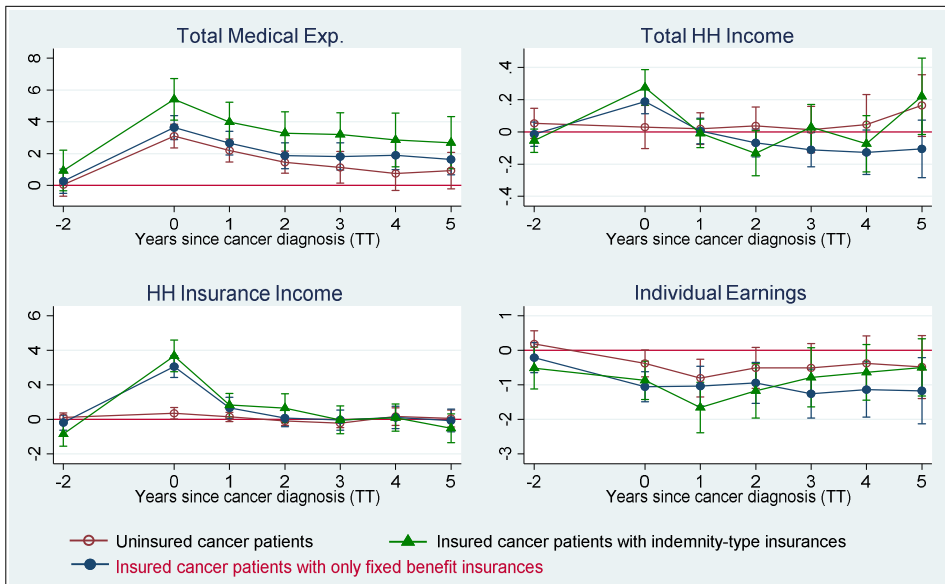 Total Medical Exp.
8
6
4
2
0
-2 0 1 2 3 4 5
Years since cancer diagnosis (TT)
Total HH Income
.4
.2
0
-.2
-.4
-2 0 1 2 3 4 5
Years since cancer diagnosis (TT)
HH Insurance Income
6
4
2
0
-2
-2 0 1 2 3 4 5
Years since cancer diagnosis (TT)
Individual Earnings
1
0
-1
-2
-3
-2 0 1 2 3 4 5
Years since cancer diagnosis (TT)
Uninsured cancer patients
Insured cancer patients with indemnity-type insurances
Insured cancer patients with only fixed benefit insurances